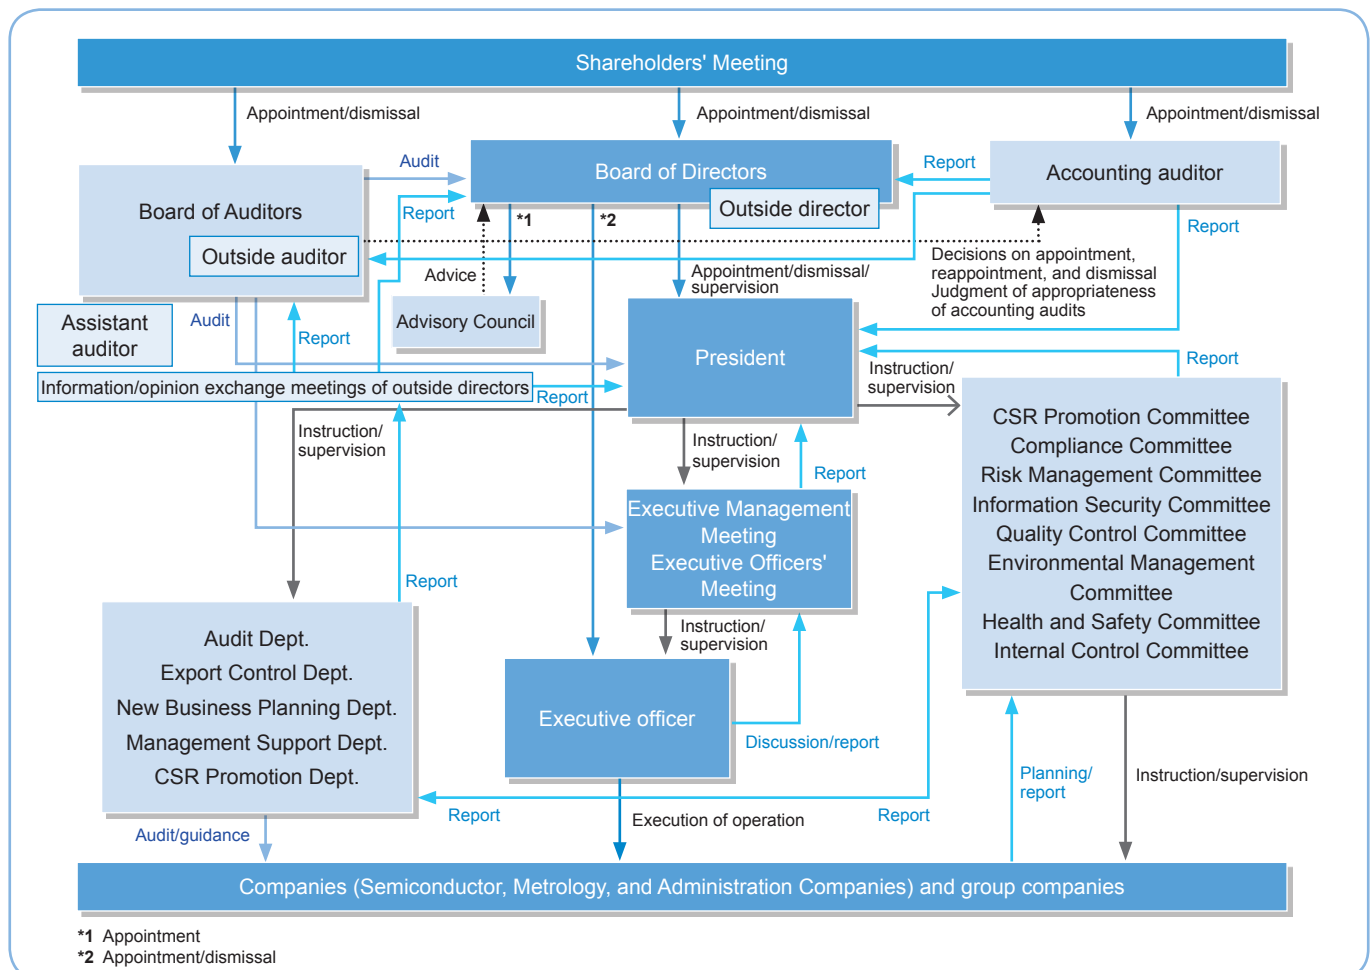 Shareholders' Meeting
Appointment/dismissal
Appointment/dismissal
Appointment/dismissal
Board of Auditors
Outside auditor
Audit
Report
Board of Directors
Outside director
Report
Accounting auditor
*1
*2
Advice
Advisory Council
Appointment/dismissal/
supervision
Decisions on appointment,
reappointment, and dismissal
Judgment of appropriateness
of accounting audits
Report
Assistant
auditor
Audit
Report
Information/opinion exchange meetings of outside directors
Report
President
Report
Instruction/
supervision
Instruction/
supervision
Instruction/
supervision
Report
CSR Promotion Committee
Compliance Committee
Risk Management Committee
Information Security Committee
Quality Control Committee
Environmental Management
Committee
Health and Safety Committee
Internal Control Committee
Executive Management
Meeting
Executive Officers'
Meeting
Report
Instruction/
supervision
Audit Dept.
Export Control Dept.
New Business Planning Dept.
Management Support Dept.
CSR Promotion Dept.
Executive officer
Discussion/report
Report
Report
Planning/
report
Instruction/supervision
Audit/guidance
Execution of operation
Companies (Semiconductor, Metrology, and Administration Companies) and group companies
*1 Appointment
*2 Appointment/dismissal